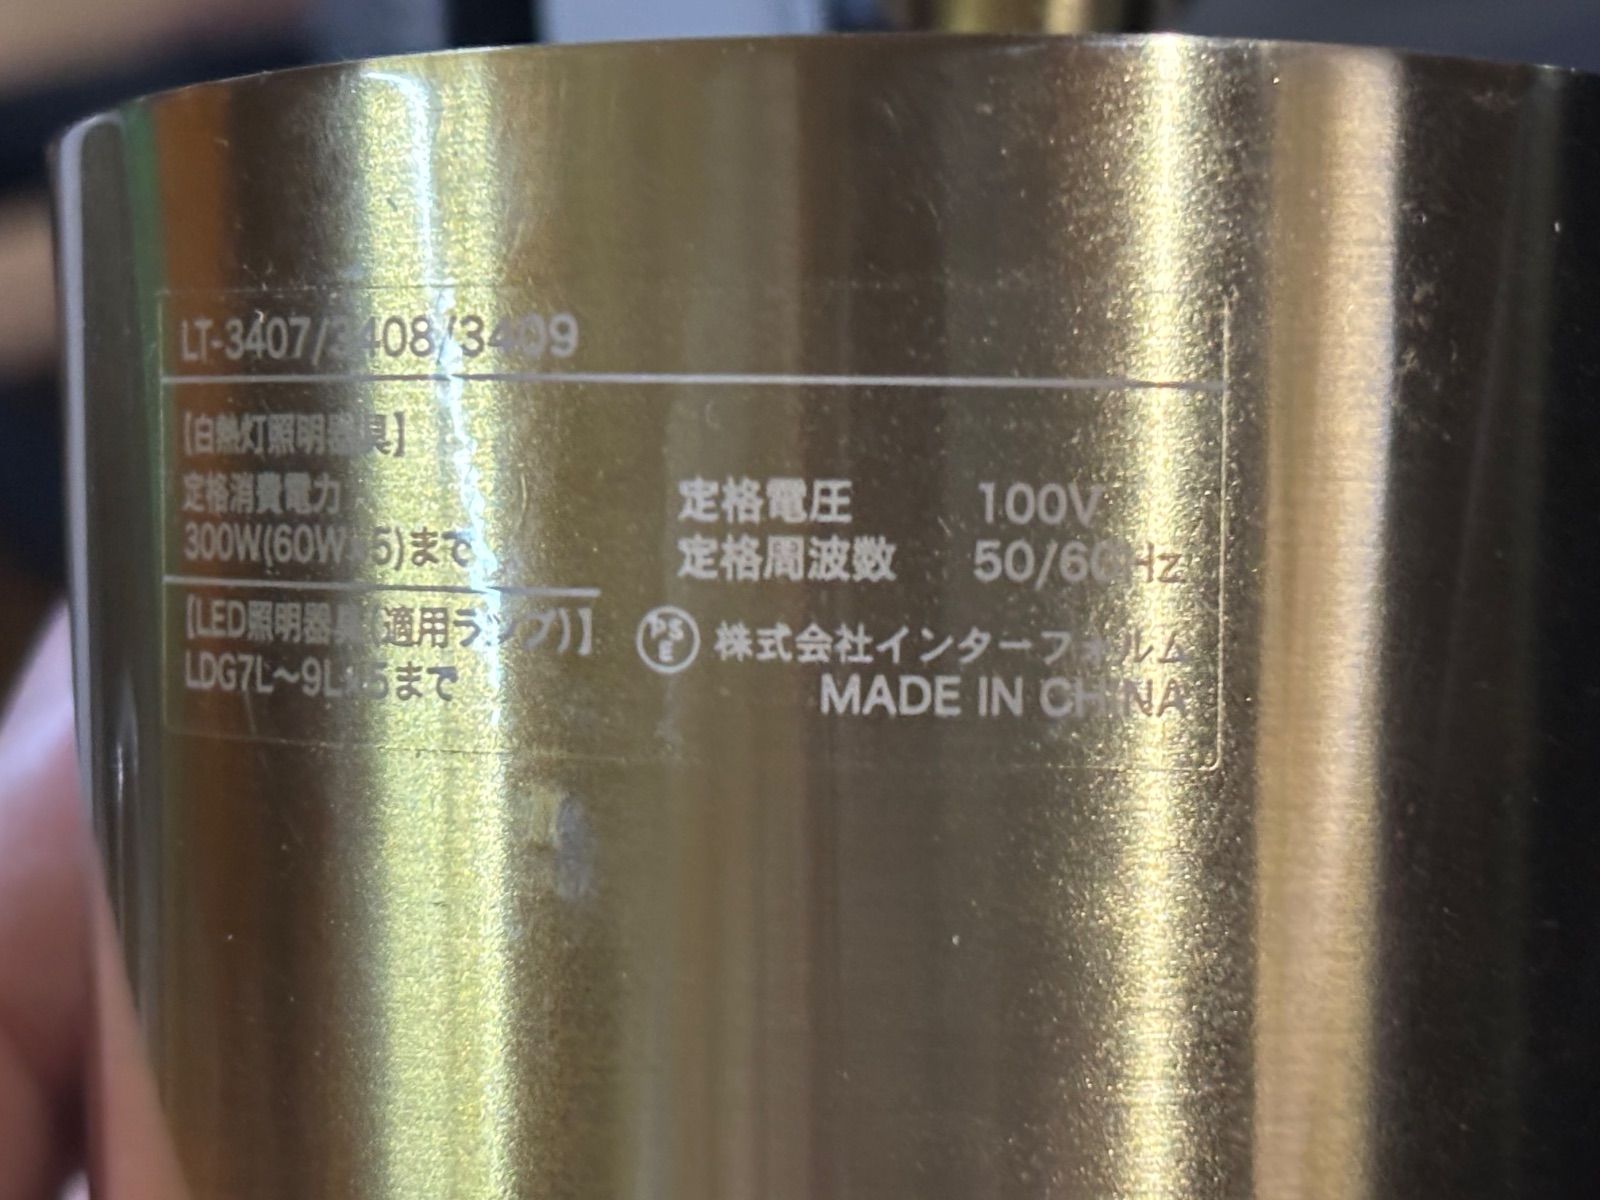 LT-3407/3408/3409
【白熱灯照明器具】
定格消費電力
300W(60W×5)まで
【LED照明器具(適用ランプ)】
LDG7L～9L×5まで
定格電圧 100V
定格周波数 50/60Hz
PSE 株式会社インターフォルム
MADE IN CHINA